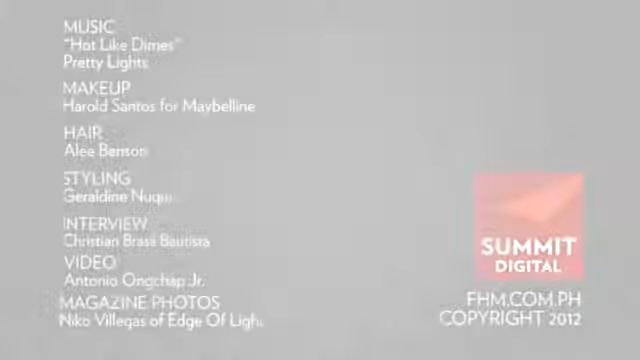 MUSIC
"Hot Like Dimes"
Pretty Lights
MAKEUP
Harold Santos for Maybelline
HAIR
Alee Benson
STYLING
Geraldine
INTERVIEW
Christian Brass Bautista
VIDEO
Antonio Ongchap Jr.
MAGAZINE PHOTOS
Niko Villegas of Edge Of Light
SUMMIT
DIGITAL
FHM.COM.PH
COPYRIGHT 2012